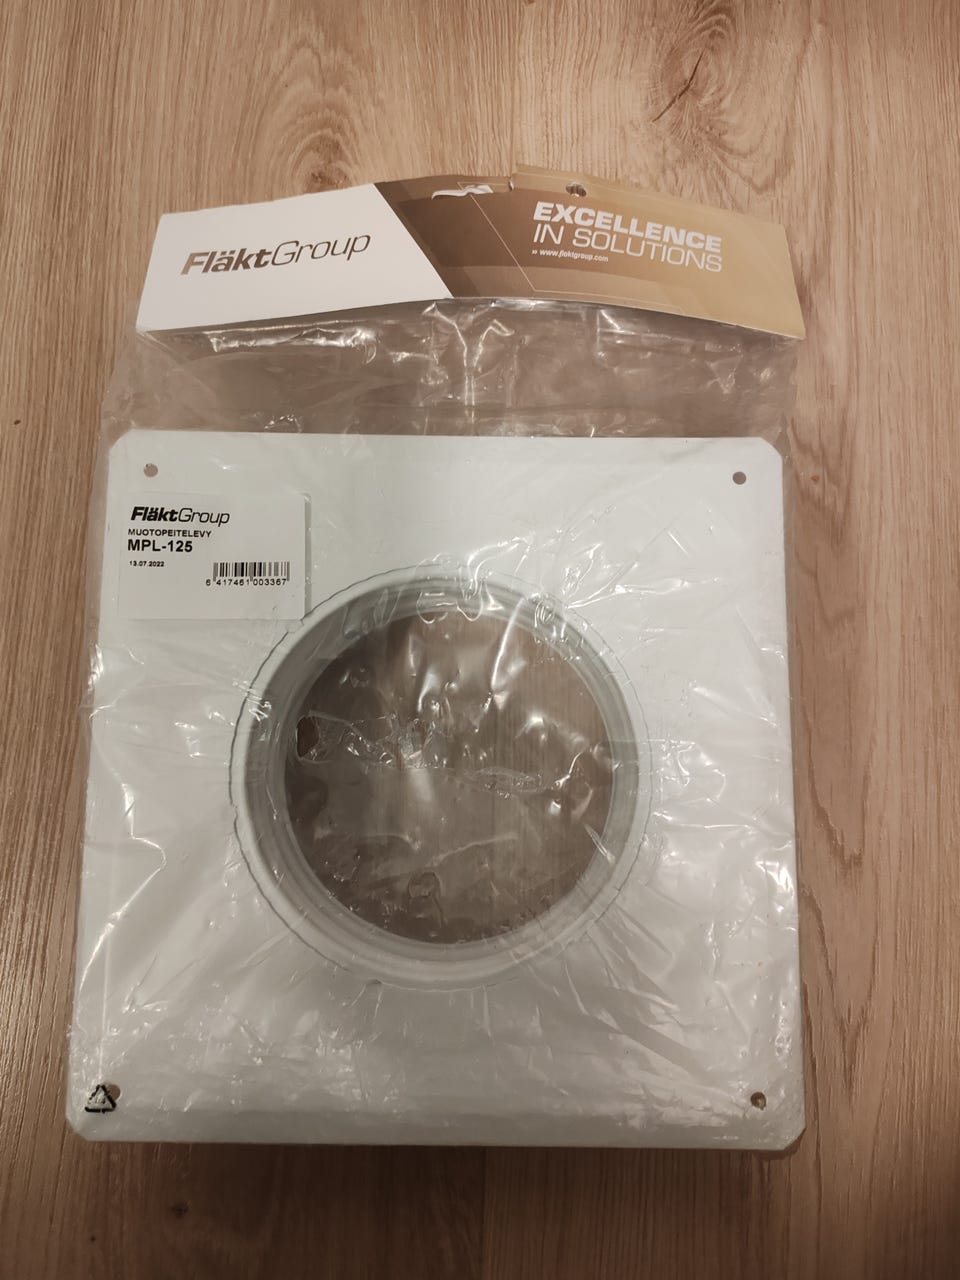 FläktGroup
EXCELLENCE
IN SOLUTIONS
» www.flaktgroup.com
FläktGroup
MUOTOPEITELEVY
MPL-125
13.07.2022
6 417461 003367